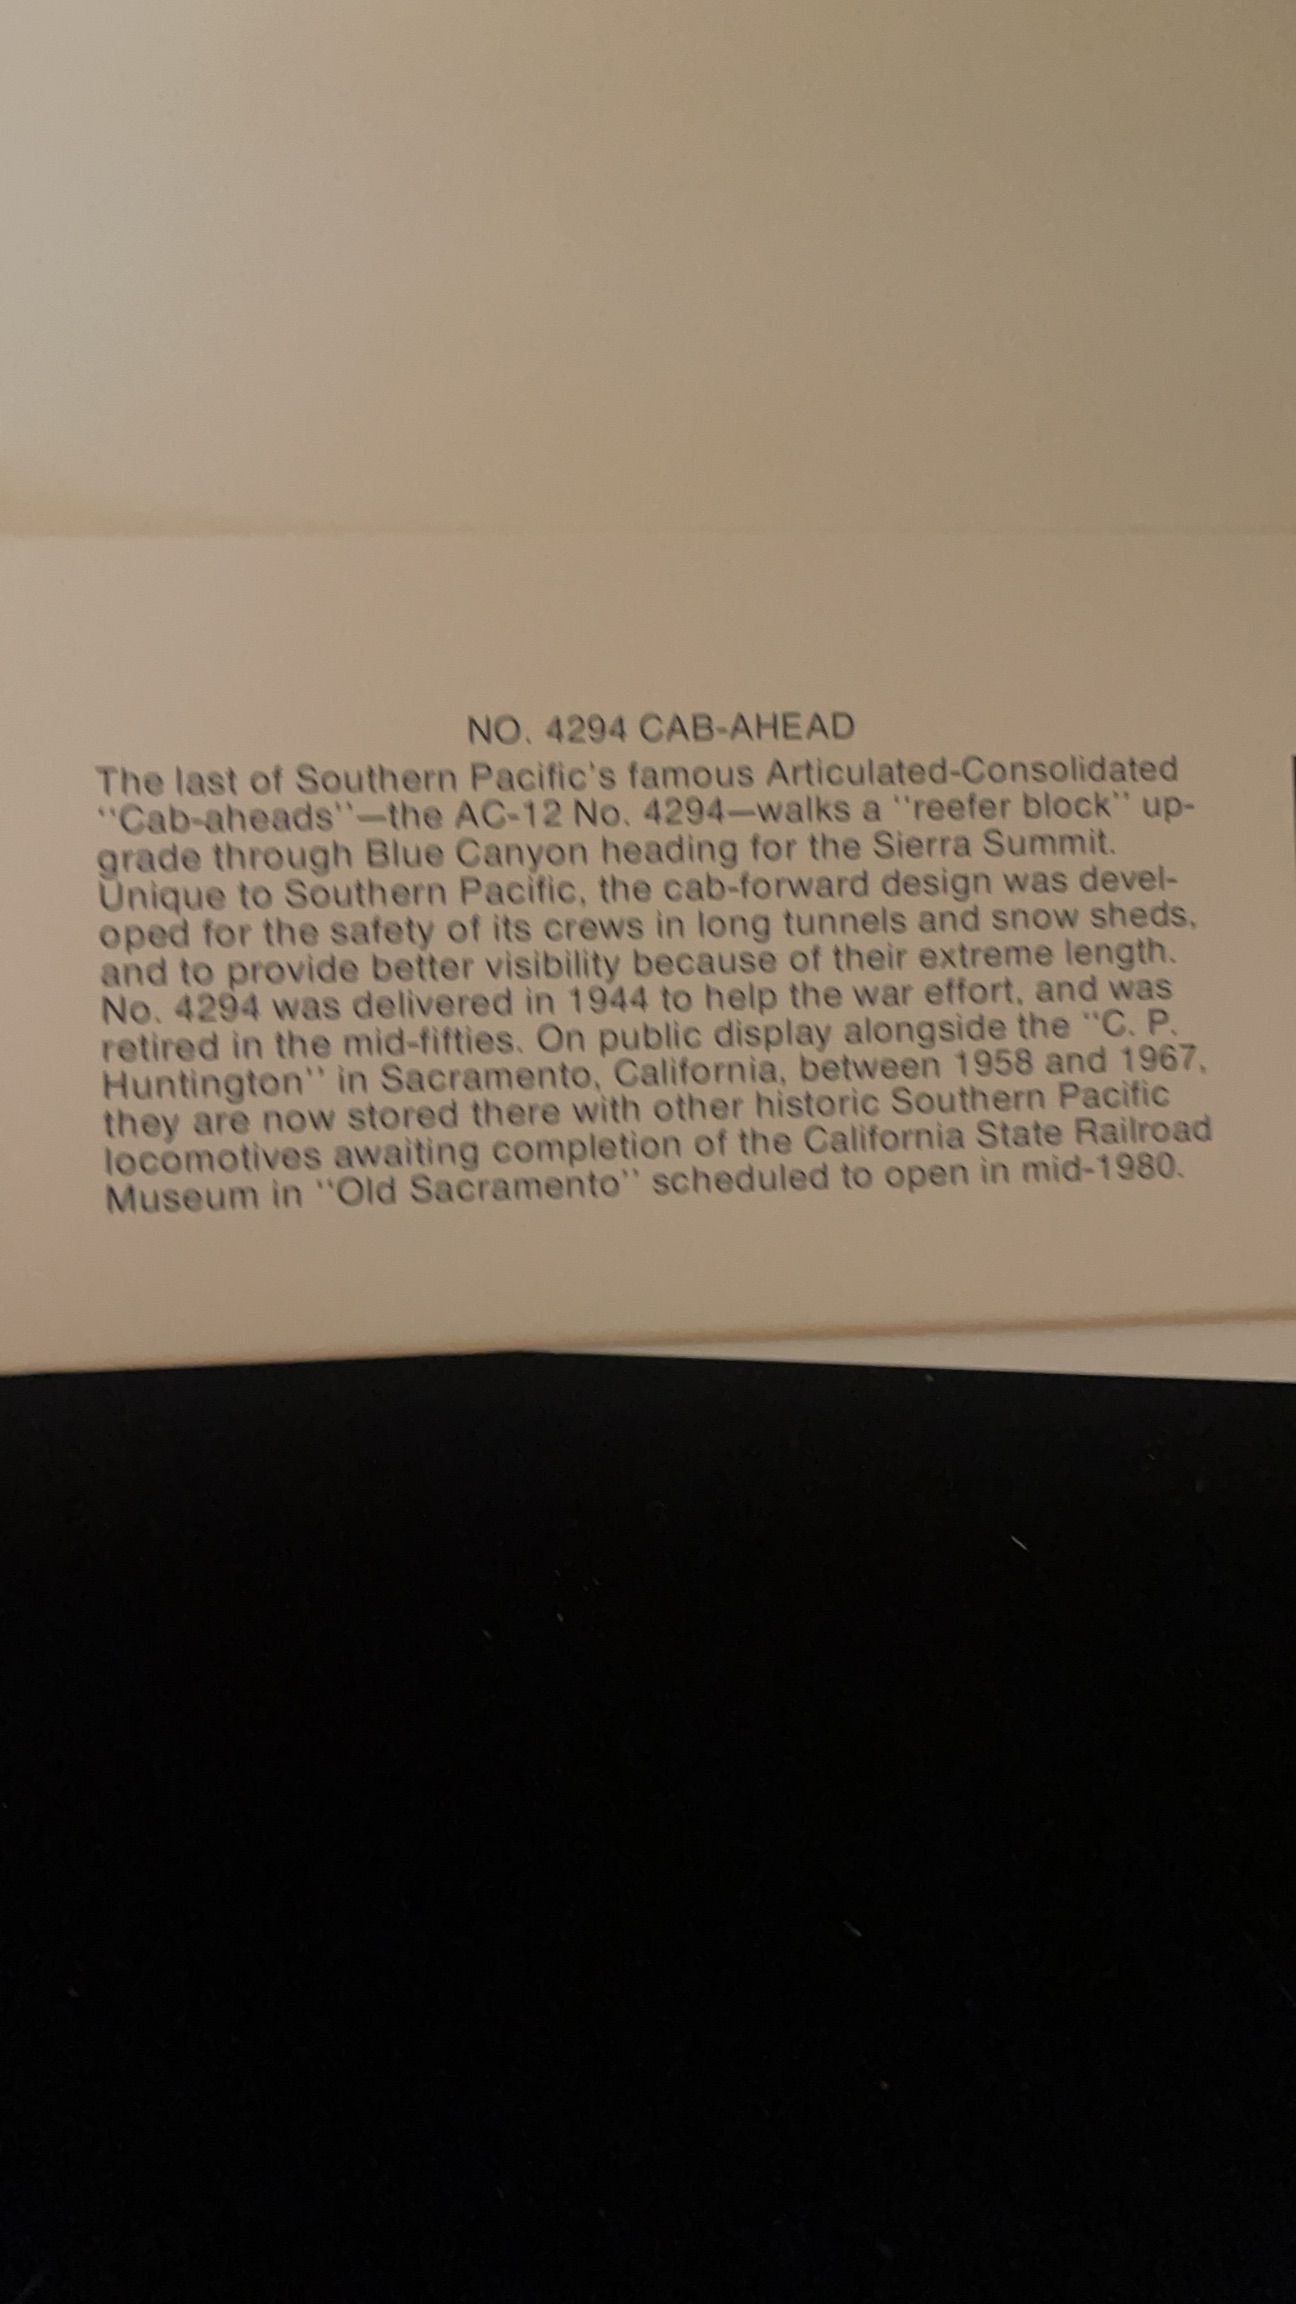 NO. 4294 CAB-AHEAD
The last of Southern Pacific's famous Articulated-Consolidated
"Cab-aheads"—the AC-12 No. 4294—walks a "reefer block" up-
grade through Blue Canyon heading for the Sierra Summit.
Unique to Southern Pacific, the cab-forward design was devel-
oped for the safety of its crews in long tunnels and snow sheds,
and to provide better visibility because of their extreme length.
No. 4294 was delivered in 1944 to help the war effort, and was
retired in the mid-fifties. On public display alongside the "C. P.
Huntington" in Sacramento, California, between 1958 and 1967,
they are now stored there with other historic Southern Pacific
locomotives awaiting completion of the California State Railroad
Museum in "Old Sacramento" scheduled to open in mid-1980.